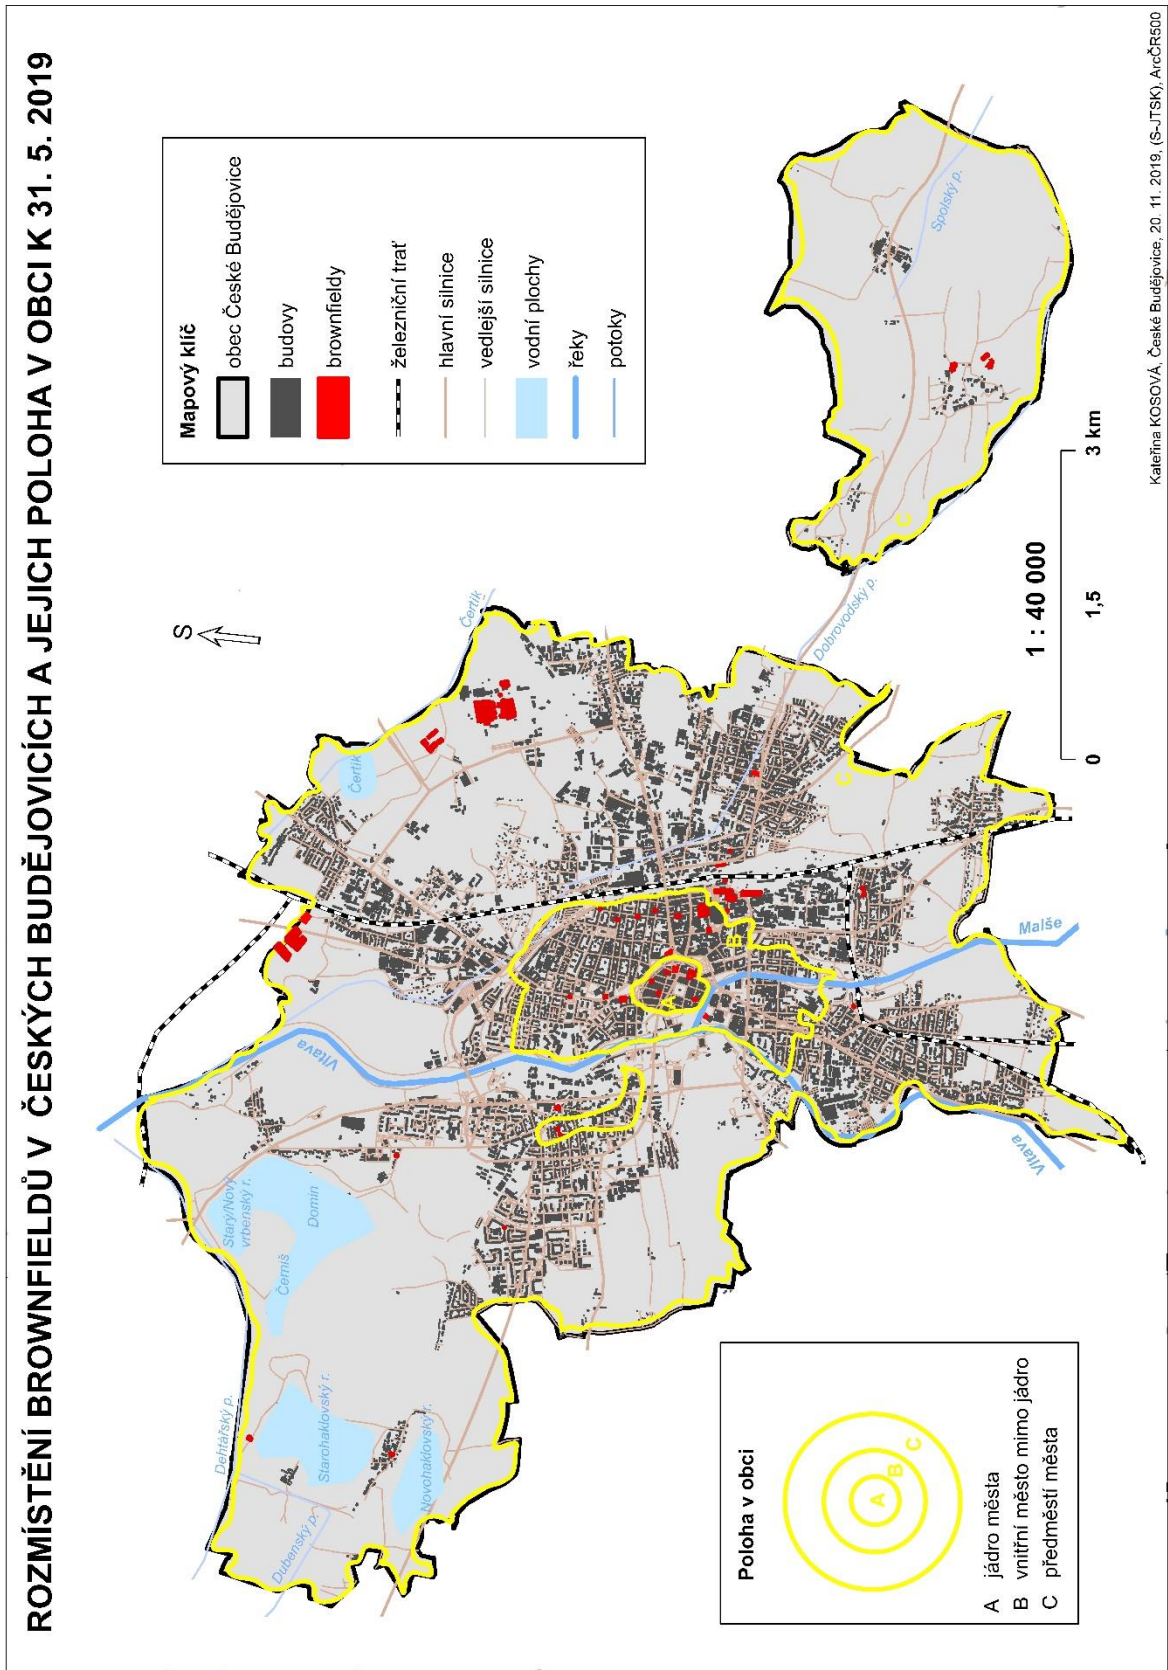 ROZMÍSTĚNÍ BROWNFIELDŮ V ČESKÝCH BUDĚJOVICÍCH A JEJICH POLOHA V OBCI K 31. 5. 2019
Mapový klíč
obec České Budějovice
budovy
brownfieldy
železniční trať
hlavní silnice
vedlejší silnice
vodní plochy
řeky
potoky
S
Dehtářský p.
Dubenský p.
Starohaklovský r.
Novohaklovský r.
Starý/Nový
vrbenský r.
Domin
Černiš
Vltava
Čertík
Čertík
A
B
C
Malše
Vltava
Dobrovodský p.
C
Spolský p.
Poloha v obci
A
B
C
A jádro města
B vnitřní město mimo jádro
C předměstí města
1 : 40 000
0 1,5 3 km
Kateřina KOSOVÁ, České Budějovice, 20. 11. 2019, (S-JTSK), ArcČR500